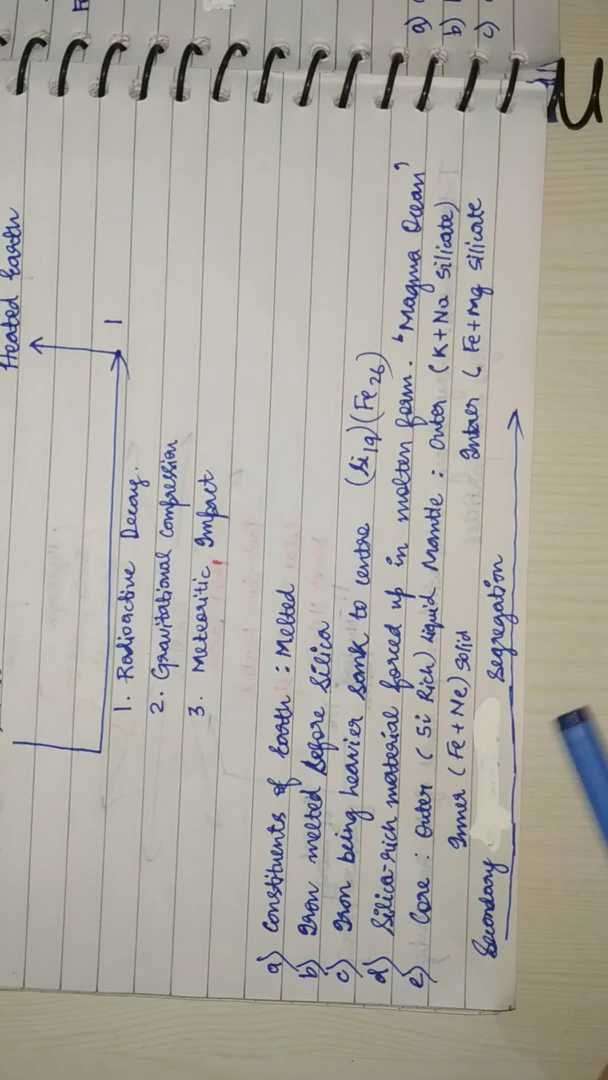 Heated Earth
1
1. Radioactive Decay.
2. Gravitational Compression
3. Meteoritic Impact
a) Constituents of Earth : Melted
b) Iron melted Before Silica
c) Iron being heavier sank to centre (Si14)(Fe26)
d) Silica-rich material forced up in molten form. "Magma Ocean"
e) Core : Outer (Si Rich) liquid Mantle : Outer (K+Na silicate)
Inner (Fe+Ne) Solid Inner ( Fe+Mg silicate
Secondary Segregation
a)
b)
c)